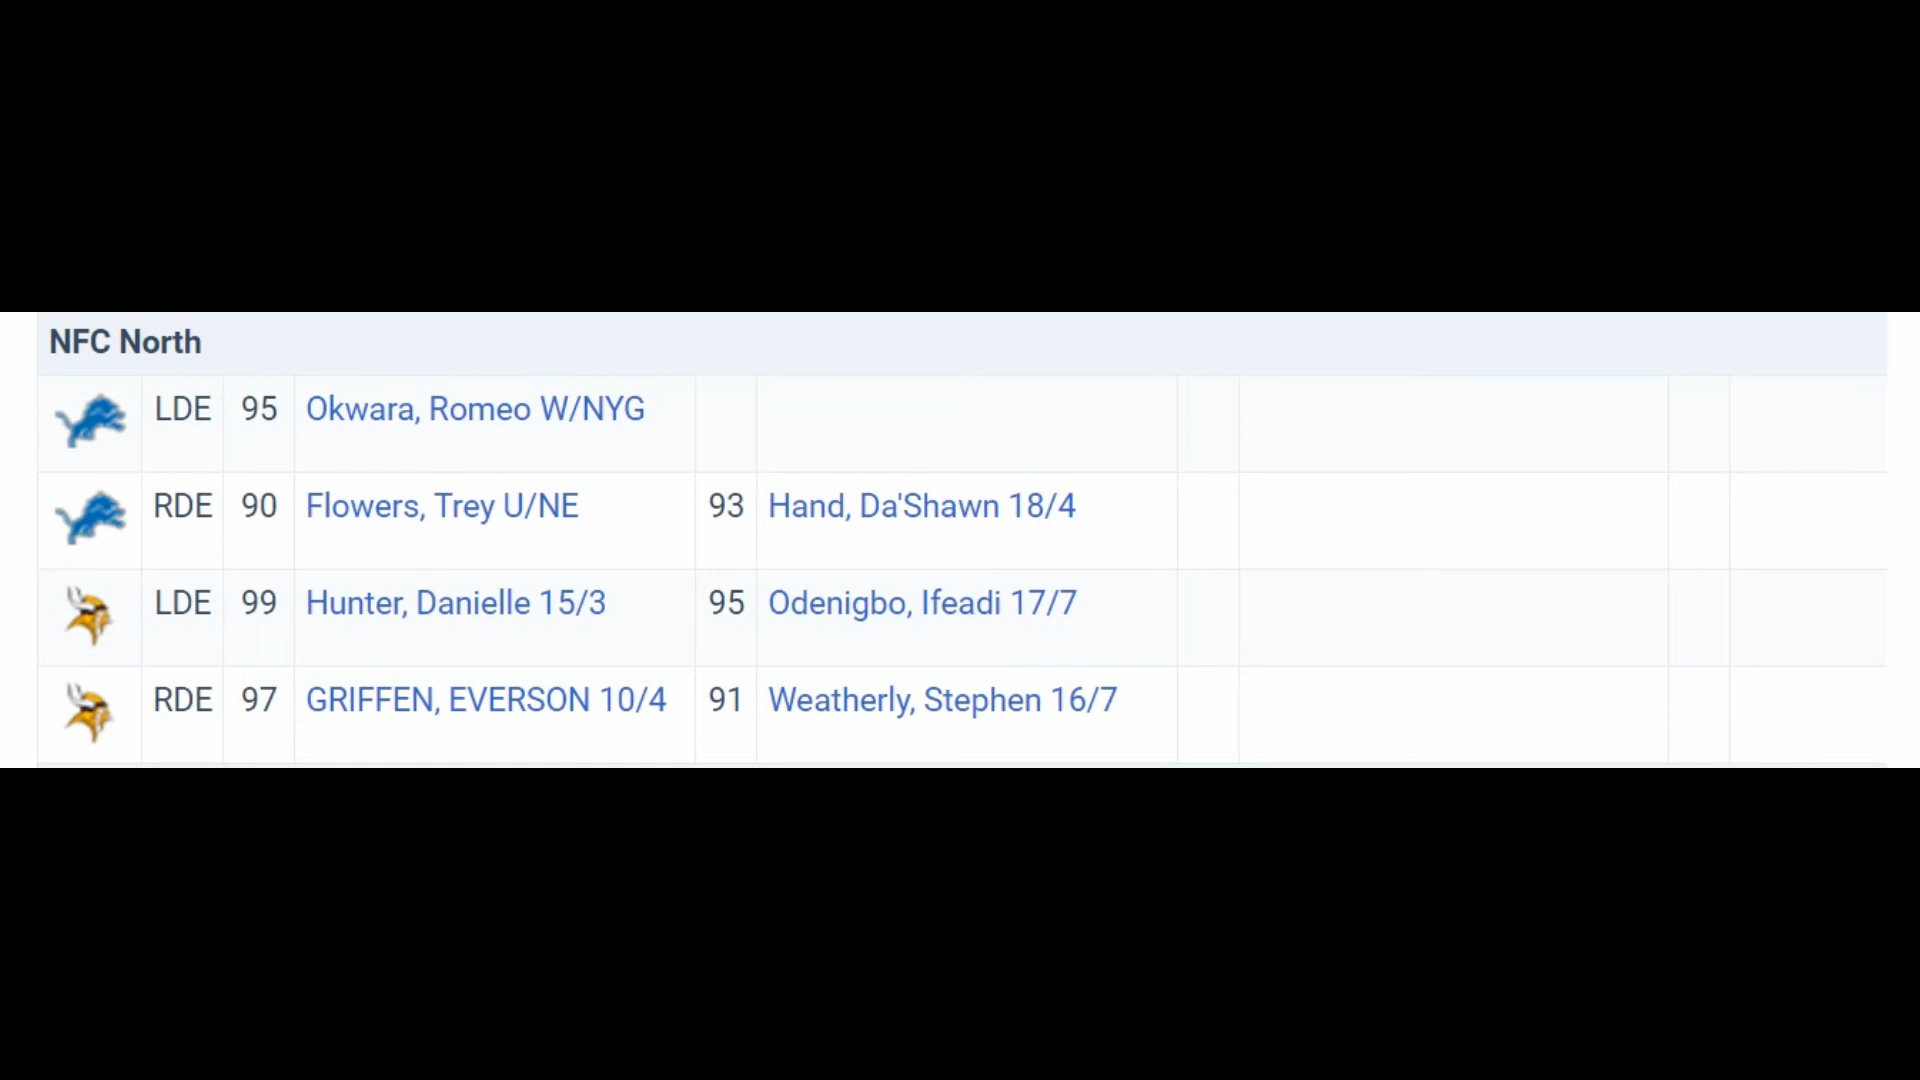 NFC North
LDE 95 Okwara, Romeo W/NYG
RDE 90 Flowers, Trey U/NE 93 Hand, Da'Shawn 18/4
LDE 99 Hunter, Danielle 15/3 95 Odenigbo, Ifeadi 17/7
RDE 97 GRIFFEN, EVERSON 10/4 91 Weatherly, Stephen 16/7